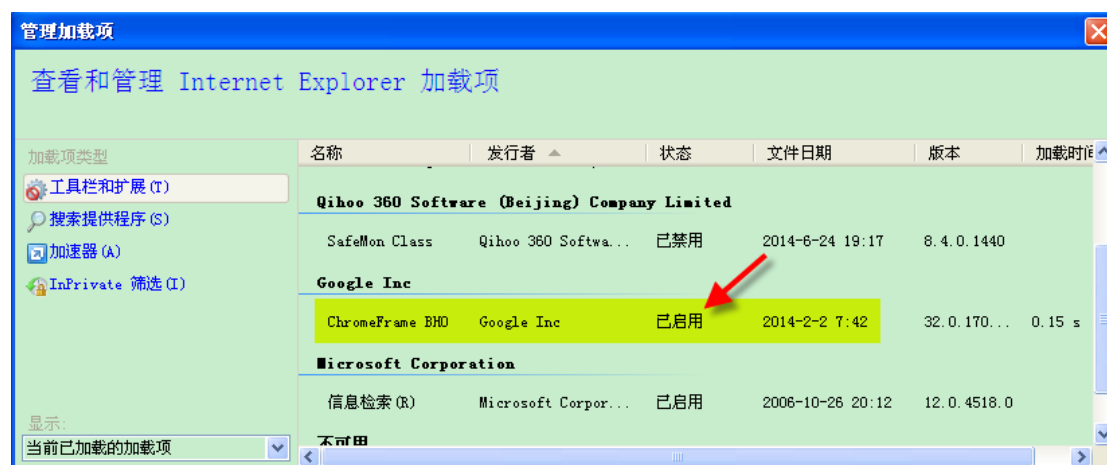 管理加载项
查看和管理 Internet Explorer 加载项
加载项类型
工具栏和扩展(T)
搜索提供程序(S)
加速器(A)
InPrivate 筛选(I)
显示:
当前已加载的加载项
名称 发行者 状态 文件日期 版本 加载时间
Qihoo 360 Software (Beijing) Company Limited
SafeMon Class Qihoo 360 Softwa... 已禁用 2014-6-24 19:17 8.4.0.1440
Google Inc
ChromeFrame BHO Google Inc 已启用 2014-2-2 7:42 32.0.170... 0.15 s
Microsoft Corporation
信息检索(R) Microsoft Corpor... 已启用 2006-10-26 20:12 12.0.4518.0
不可用